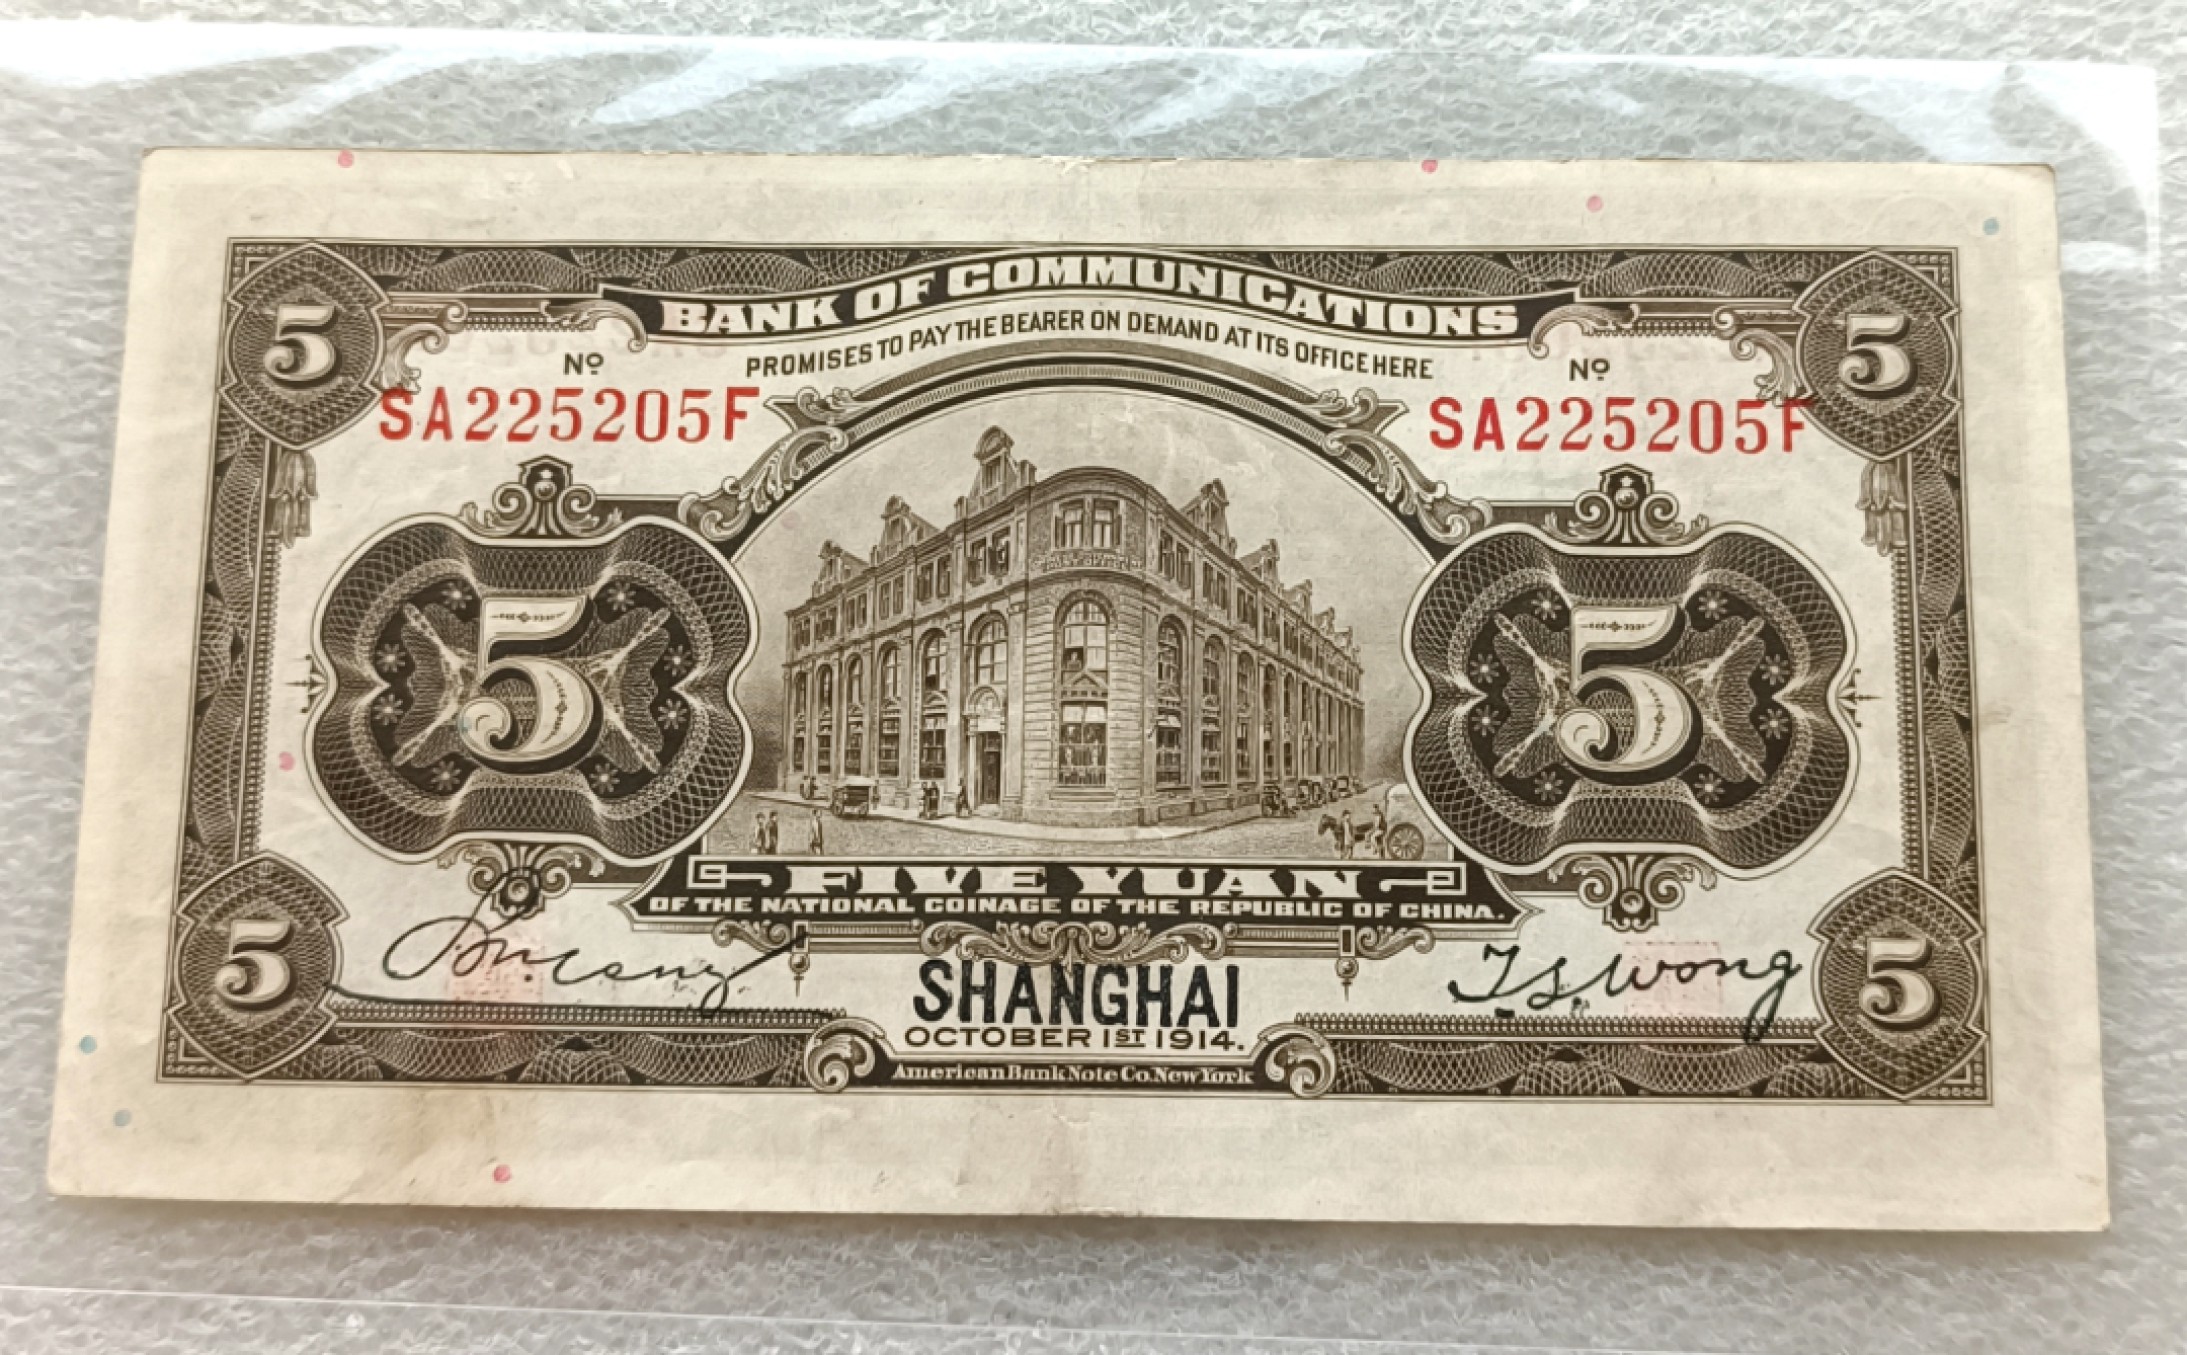 BANK OF COMMUNICATIONS
PROMISES TO PAY THE BEARER ON DEMAND AT ITS OFFICE HERE
5 5
Nº Nº
SA225205F SA225205F
POST OFFICE
5 5
FIVE YUAN
OF THE NATIONAL COINAGE OF THE REPUBLIC OF CHINA.
5 5
T S Wong
SHANGHAI
OCTOBER 1ST 1914.
American Bank Note Co. New York